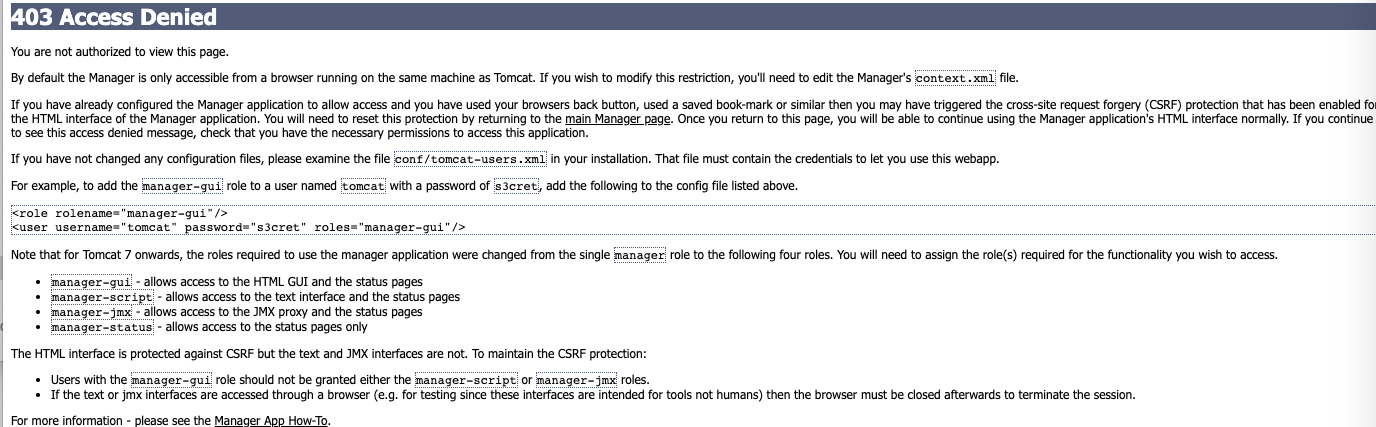 403 Access Denied
You are not authorized to view this page.
By default the Manager is only accessible from a browser running on the same machine as Tomcat. If you wish to modify this restriction, you'll need to edit the Manager's context.xml file.
If you have already configured the Manager application to allow access and you have used your browsers back button, used a saved book-mark or similar then you may have triggered the cross-site request forgery (CSRF) protection that has been enabled for
the HTML interface of the Manager application. You will need to reset this protection by returning to the main Manager page. Once you return to this page, you will be able to continue using the Manager application's HTML interface normally. If you continue
to see this access denied message, check that you have the necessary permissions to access this application.
If you have not changed any configuration files, please examine the file conf/tomcat-users.xml in your installation. That file must contain the credentials to let you use this webapp.
For example, to add the manager-gui role to a user named tomcat with a password of s3cret, add the following to the config file listed above.
<role rolename="manager-gui"/>
<user username="tomcat" password="s3cret" roles="manager-gui"/>
Note that for Tomcat 7 onwards, the roles required to use the manager application were changed from the single manager role to the following four roles. You will need to assign the role(s) required for the functionality you wish to access.
• manager-gui - allows access to the HTML GUI and the status pages
• manager-script - allows access to the text interface and the status pages
• manager-jmx - allows access to the JMX proxy and the status pages
• manager-status - allows access to the status pages only
The HTML interface is protected against CSRF but the text and JMX interfaces are not. To maintain the CSRF protection:
• Users with the manager-gui role should not be granted either the manager-script or manager-jmx roles.
• If the text or jmx interfaces are accessed through a browser (e.g. for testing since these interfaces are intended for tools not humans) then the browser must be closed afterwards to terminate the session.
For more information - please see the Manager App How-To.